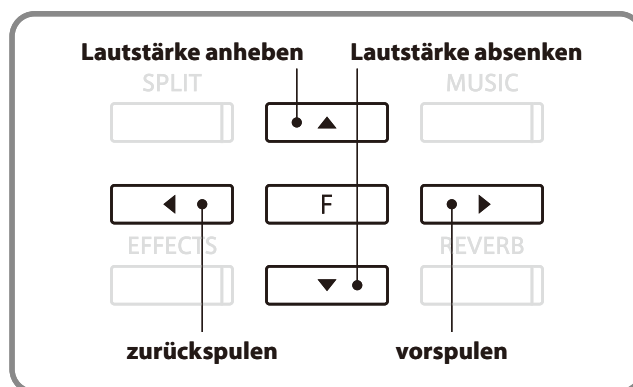 Lautstärke anheben Lautstärke absenken
SPLIT MUSIC
F
EFFECTS REVERB
zurückspulen vorspulen